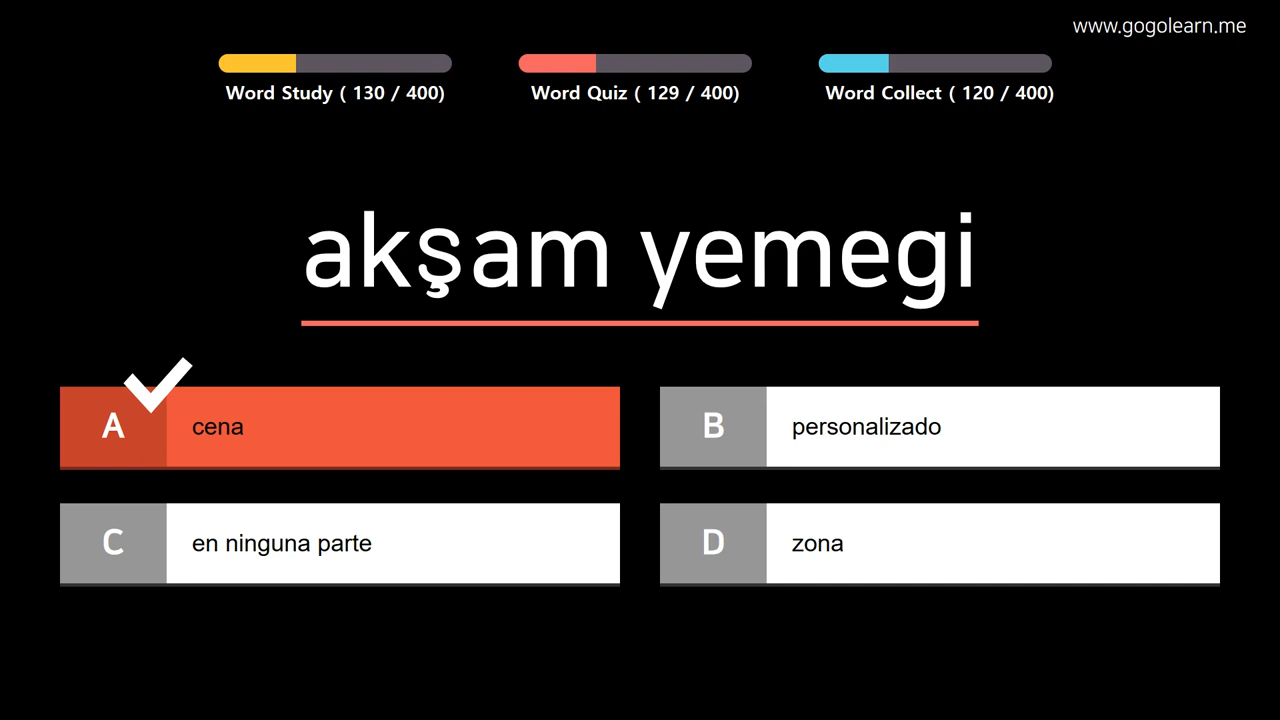 www.gogolearn.me
Word Study ( 130 / 400)
Word Quiz ( 129 / 400)
Word Collect ( 120 / 400)
akşam yemegi
A cena
B personalizado
C en ninguna parte
D zona